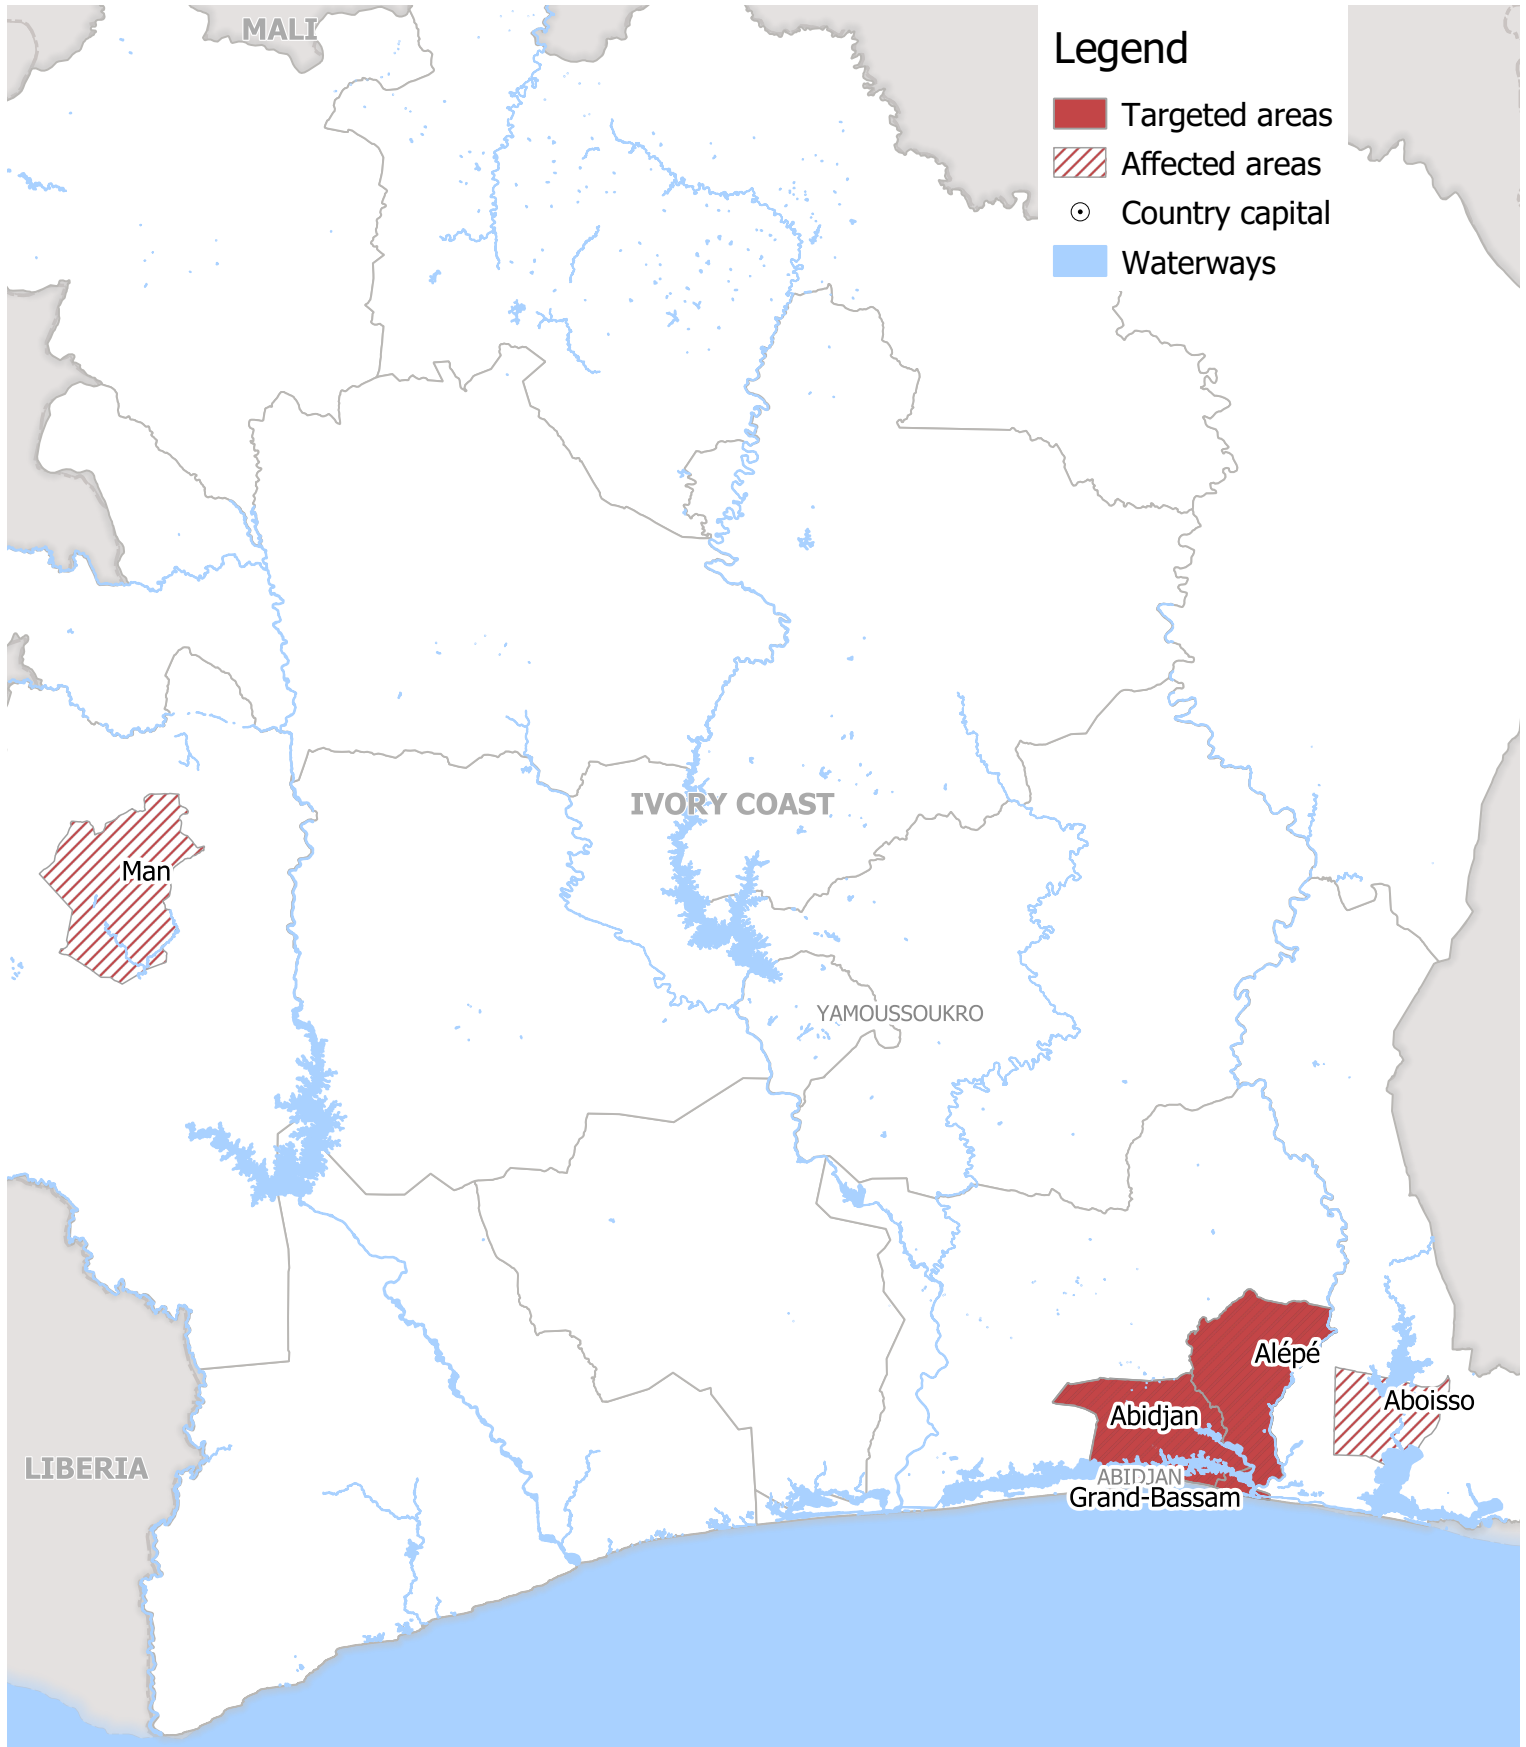 MALI
Legend
Targeted areas
Affected areas
Country capital
Waterways
IVORY COAST
Man
YAMOUSSOUKRO
Alépé
Aboisso
Abidjan
LIBERIA
ABIDJAN
Grand-Bassam